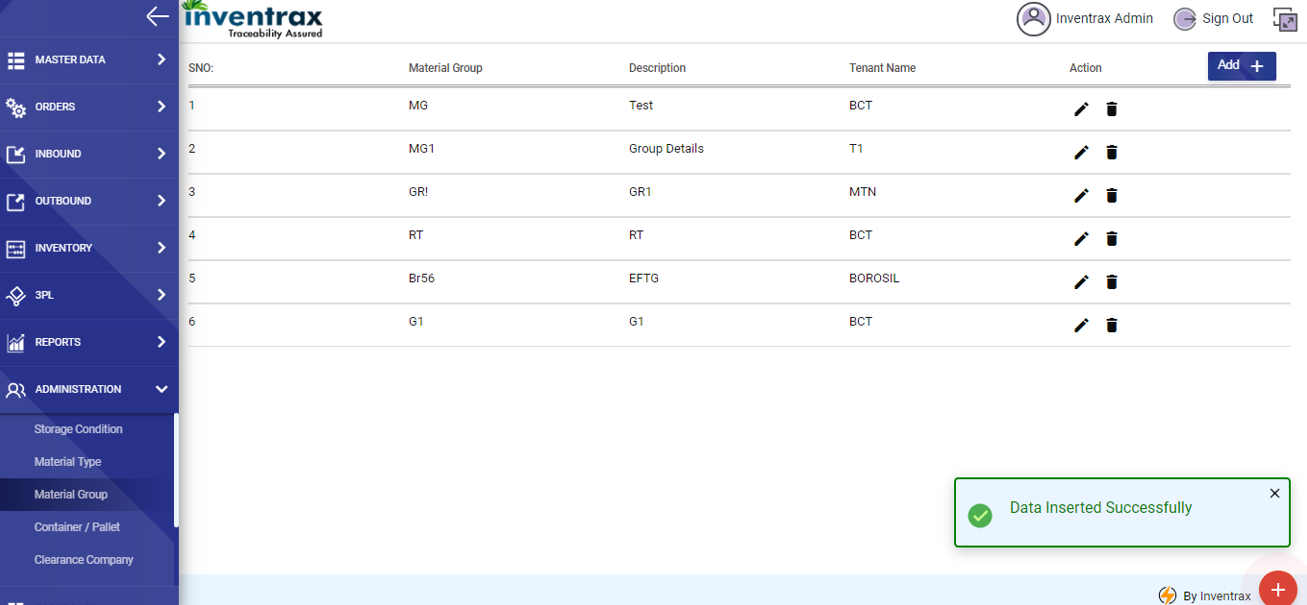 inventrax
Traceability Assured
Inventrax Admin
Sign Out
MASTER DATA
ORDERS
INBOUND
OUTBOUND
INVENTORY
3PL
REPORTS
ADMINISTRATION
Storage Condition
Material Type
Material Group
Container / Pallet
Clearance Company
SNO: Material Group Description Tenant Name Action Add +
1 MG Test BCT
2 MG1 Group Details T1
3 GR! GR1 MTN
4 RT RT BCT
5 Br56 EFTG BOROSIL
6 G1 G1 BCT
Data Inserted Successfully
By Inventrax